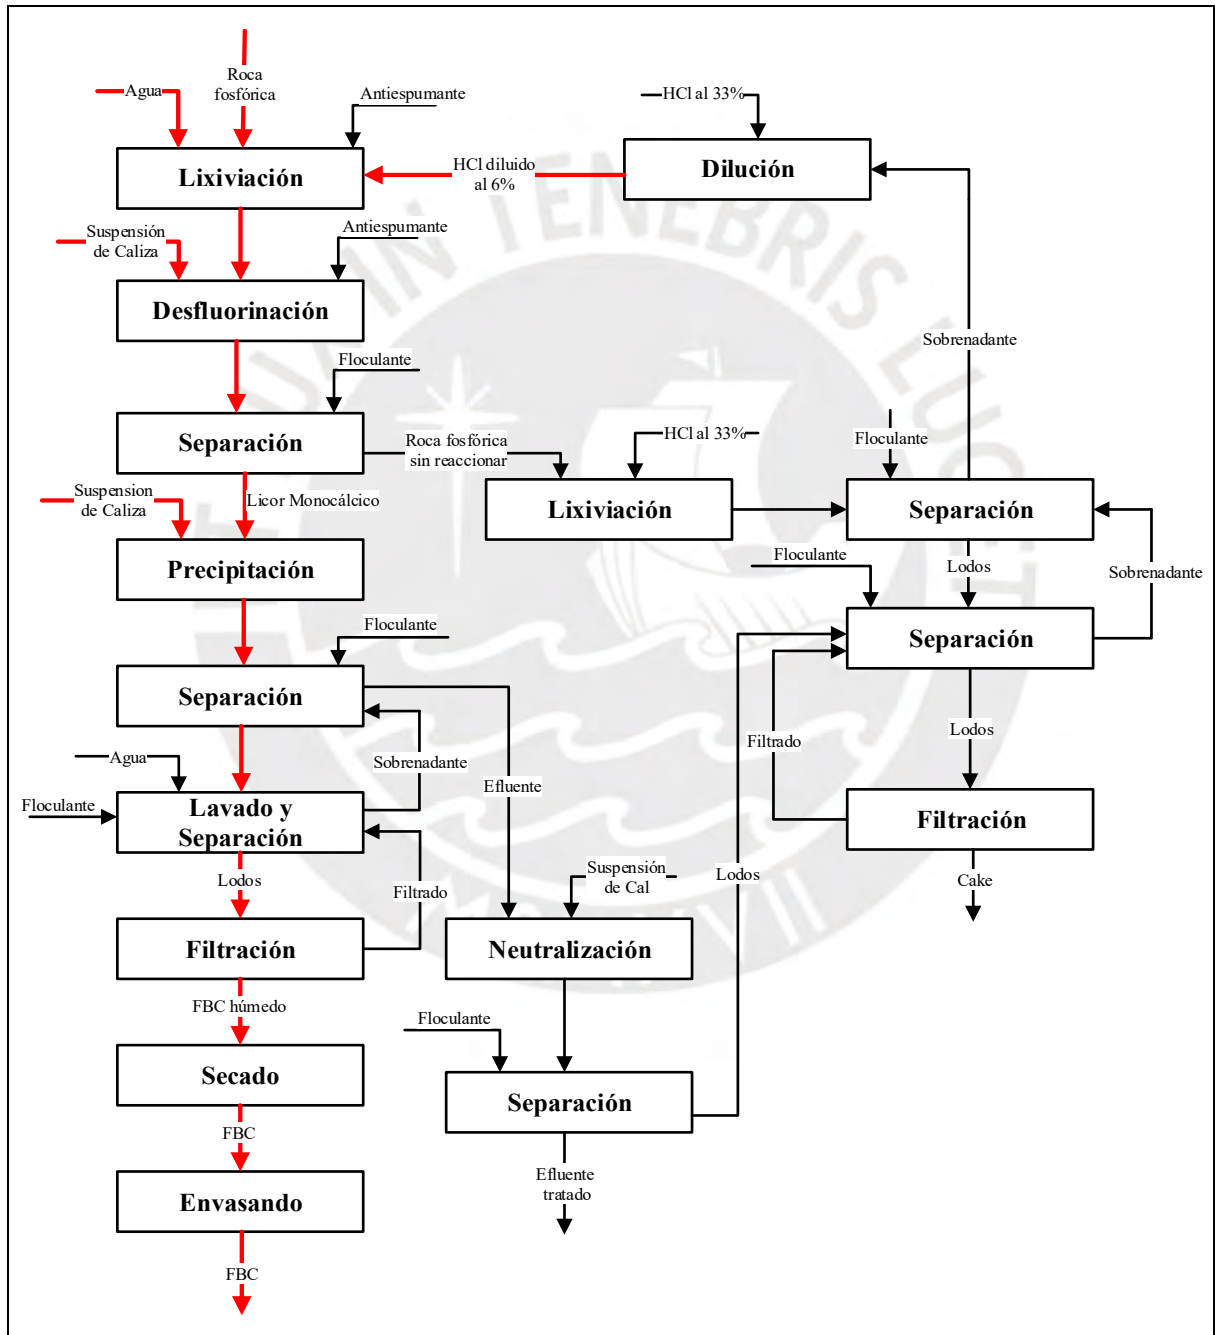 Roca
fosfórica
Agua
Antiespumante
HCl al 33%
Lixiviación
HCl diluido
al 6%
Dilución
Suspensión
de Caliza
Antiespumante
Desfluorinación
Sobrenadante
Floculante
Separación
Roca fosfórica
sin reaccionar
HCl al 33%
Floculante
Licor Monocálcico
Suspension
de Caliza
Lixiviación
Separación
Precipitación
Floculante
Lodos
Sobrenadante
Separación
Floculante
Separación
Agua
Sobrenadante
Efluente
Filtrado
Lodos
Floculante
Lavado y
Separación
Filtración
Lodos
Filtrado
Suspensión
de Cal
Lodos
Cake
Filtración
Neutralización
FBC húmedo
Floculante
Secado
Separación
FBC
Efluente
tratado
Envasando
FBC
UMIN TENEBRIS LUCET